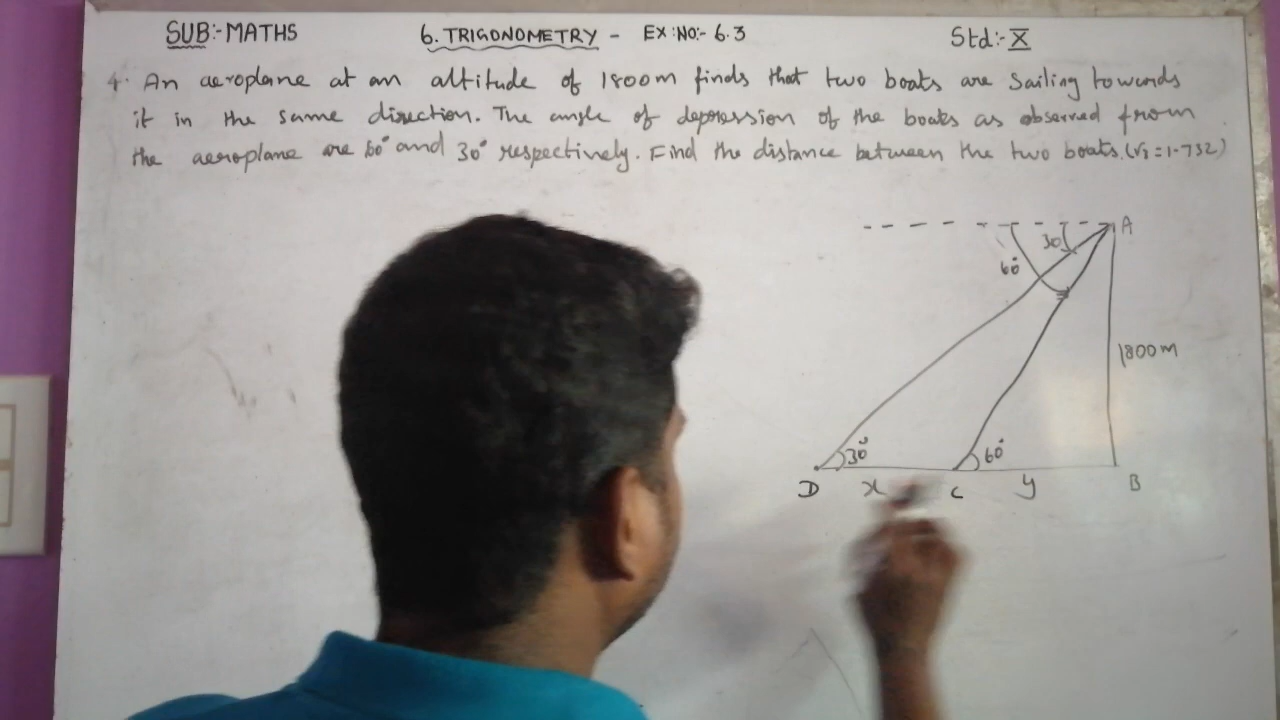 SUB:- MATHS 6. TRIGONOMETRY - EX:NO:- 6.3 Std:- X
4. An aeroplane at an altitude of 1800m finds that two boats are sailing towards
it in the same direction. The angle of depression of the boats as observed from
the aeroplane are 60° and 30° respectively. Find the distance between the two boats. (√3 = 1.732)
A
30
60°
1800m
30° 60°
D x C y B